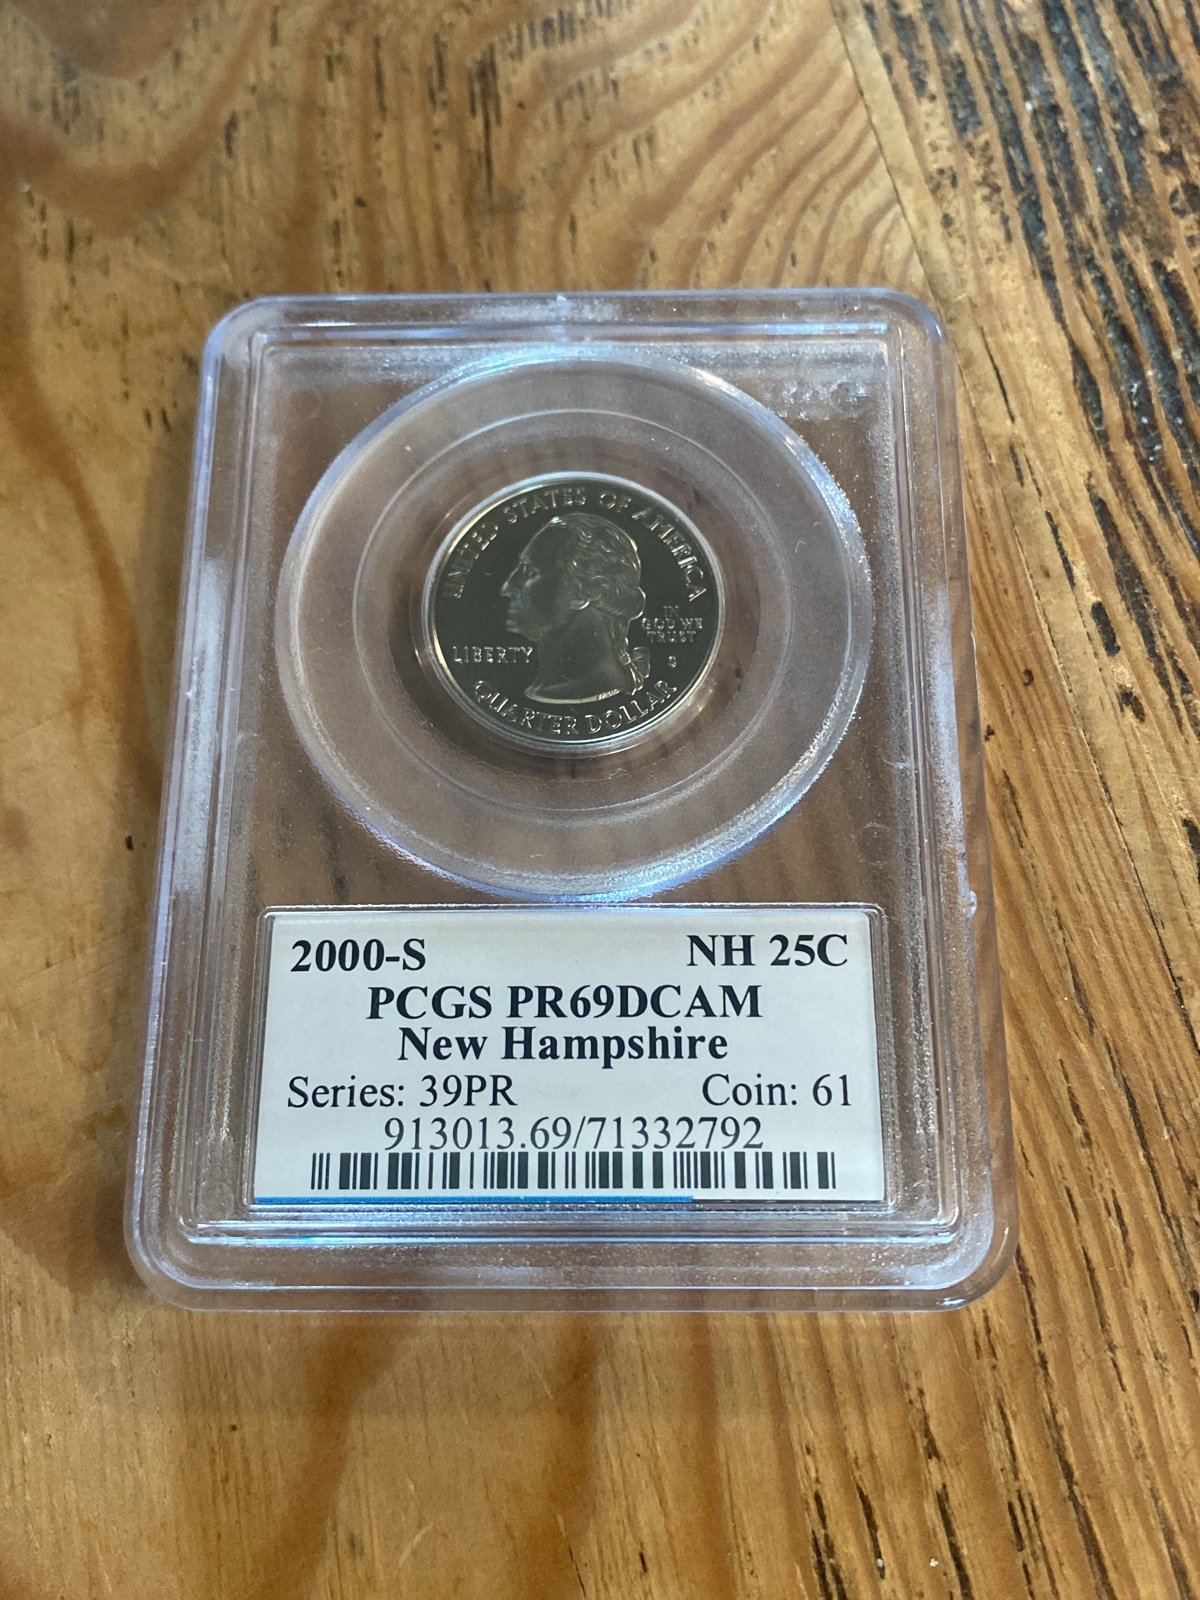 UNITED STATES OF AMERICA
IN
GOD WE
TRUST
LIBERTY
S
QUARTER DOLLAR
2000-S NH 25C
PCGS PR69DCAM
New Hampshire
Series: 39PR Coin: 61
913013.69/71332792